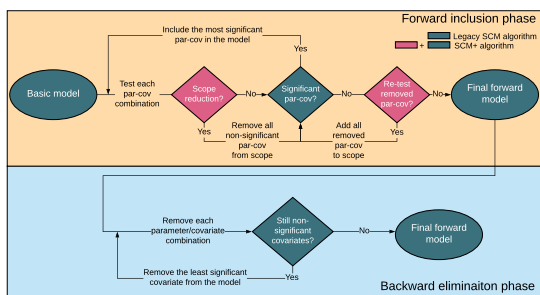 Forward inclusion phase
Legacy SCM algorithm
+
SCM+ algorithm
Include the most significant
par-cov in the model
Yes
Basic model
Test each
par-cov
combination
Scope
reduction?
No
Significant
par-cov?
No
Re-test
removed
par-cov?
No
Final forward
model
Yes
Remove all
non-significant
par-cov
from scope
Add all
removed
par-cov
to scope
Yes
Remove each
parameter/covariate
combination
Still non-
significant
covariates?
No
Final forward
model
Yes
Remove the least significant
covariate from the model
Backward eliminaiton phase